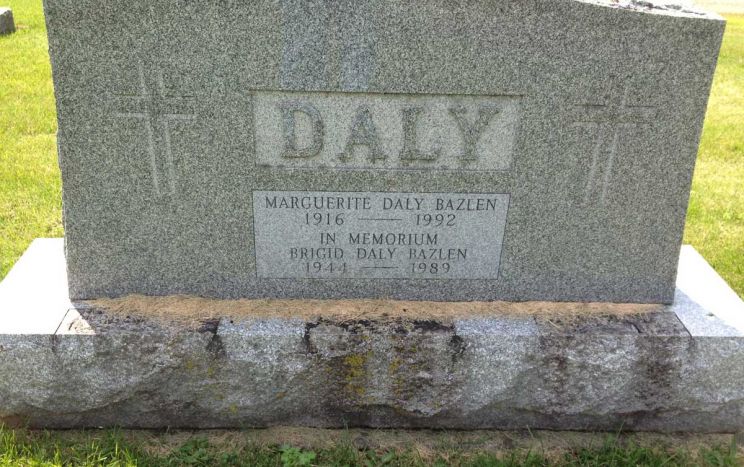 DALY
MARGUERITE DALY BAZLEN
1916 — 1992
IN MEMORIUM
BRIGID DALY BAZLEN
1944 — 1989